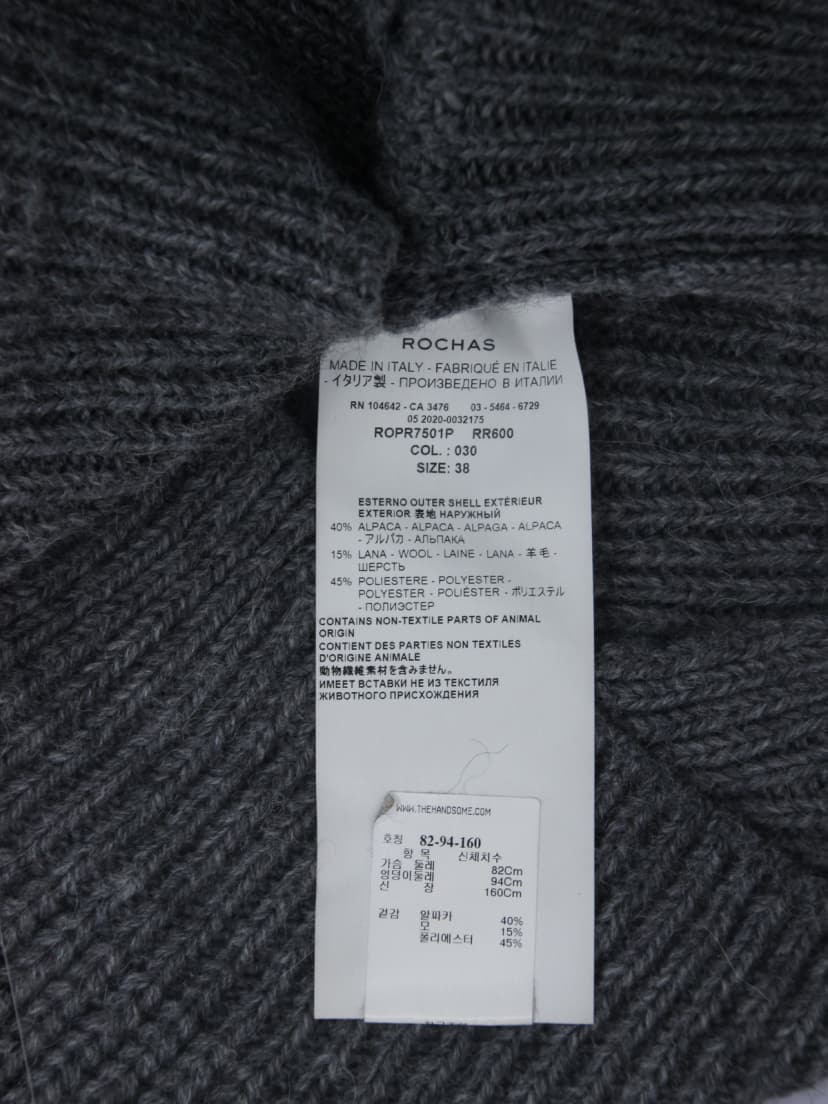 ROCHAS
MADE IN ITALY - FABRIQUÉ EN ITALIE
- イタリア製 - ПРОИЗВЕДЕНО В ИТАЛИИ
RN 104642 - CA 3476 03 - 5464 - 6729
05 2020-0032175
ROPR7501P RR600
COL. : 030
SIZE: 38
ESTERNO OUTER SHELL EXTÉRIEUR
EXTERIOR 表地 НАРУЖНЫЙ
40% ALPACA - ALPACA - ALPAGA - ALPACA
- アルパカ - АЛЬПАКА
15% LANA - WOOL - LAINE - LANA - 羊毛 -
ШЕРСТЬ
45% POLIESTERE - POLYESTER -
POLYESTER - POLIÉSTER - ポリエステル
- ПОЛИЭСТЕР
CONTAINS NON-TEXTILE PARTS OF ANIMAL
ORIGIN
CONTIENT DES PARTIES NON TEXTILES
D'ORIGINE ANIMALE
動物繊維素材を含みません。
ИМЕЕТ ВСТАВКИ НЕ ИЗ ТЕКСТИЛЯ
ЖИВОТНОГО ПРИСХОЖДЕНИЯ
WWW.THEHANDSOME.COM
호칭 82-94-160
항 목 신체치수
가슴 둘레 82Cm
엉덩이둘레 94Cm
신 장 160Cm
겉감 알파카 40%
모 15%
폴리에스터 45%